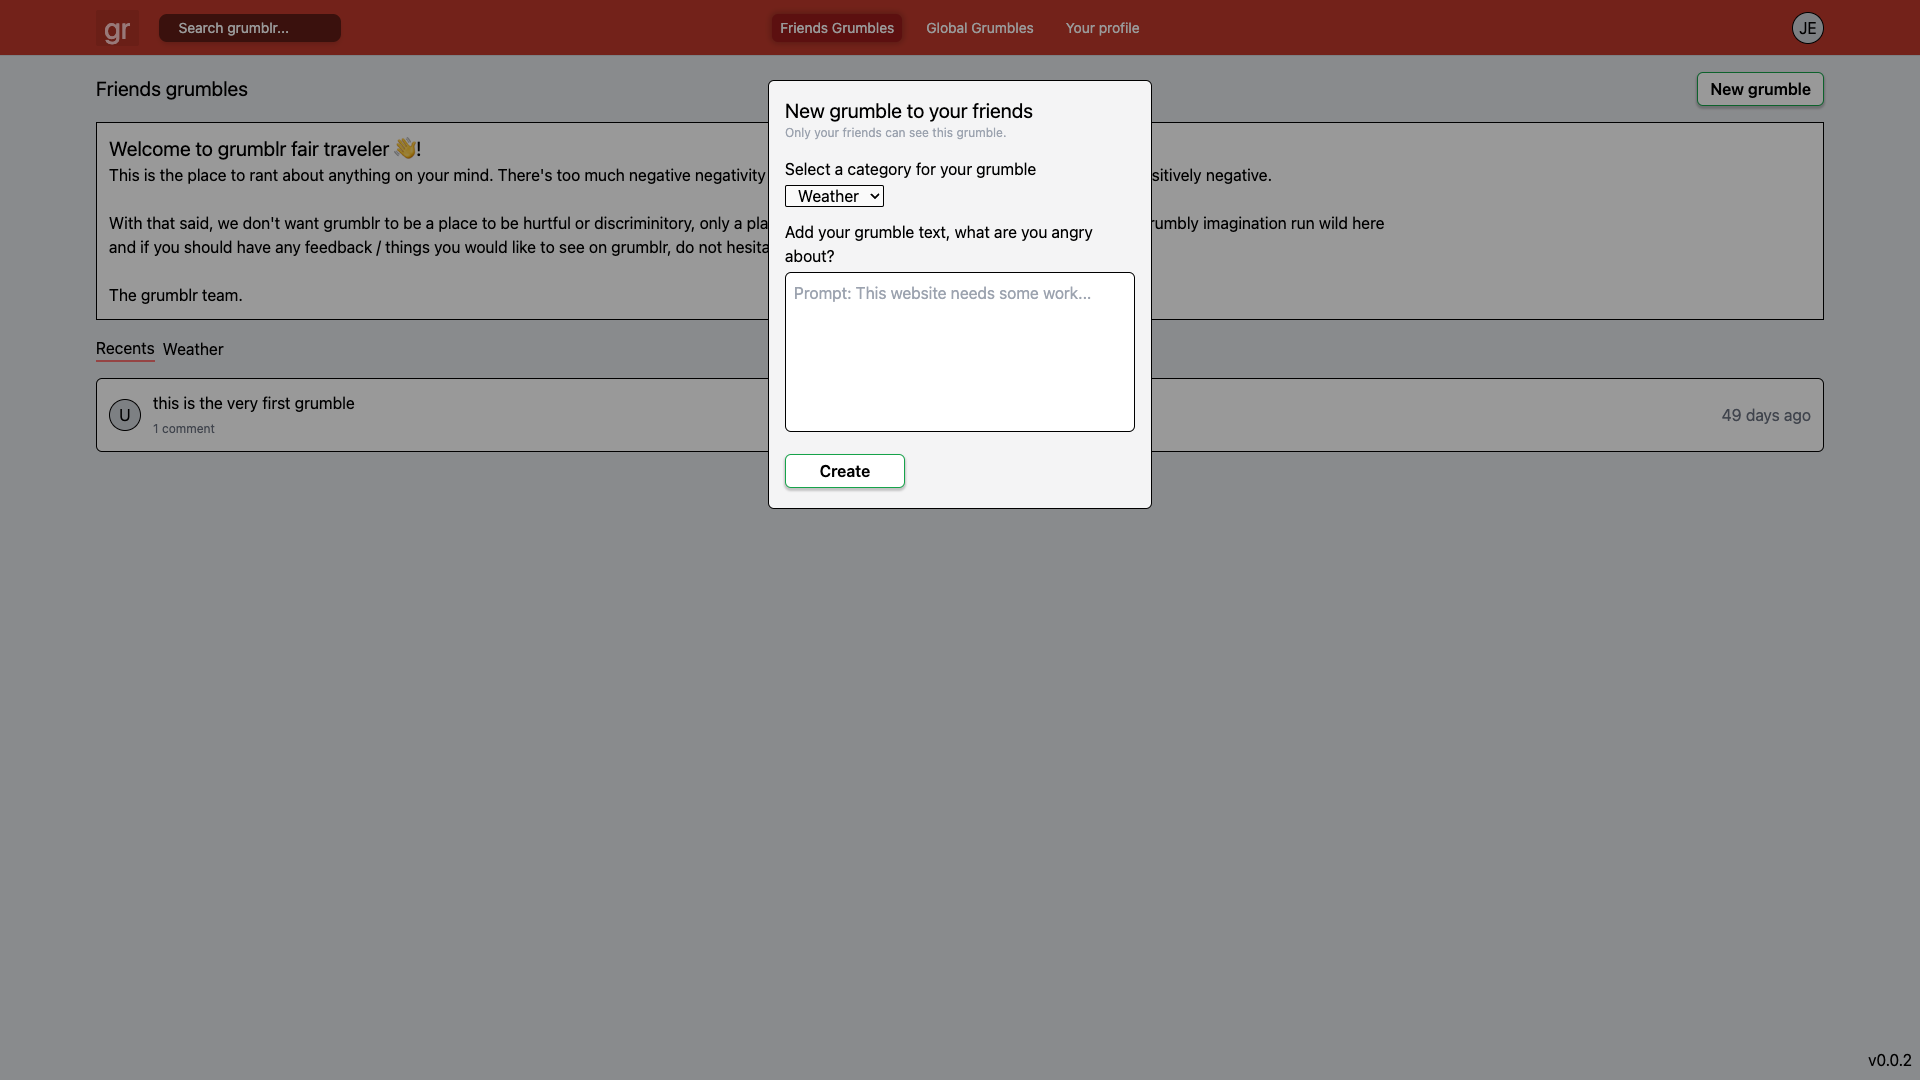 gr
Search grumblr...
Friends Grumbles
Global Grumbles
Your profile
JE
Friends grumbles
New grumble
Welcome to grumblr fair traveler 👋!
This is the place to rant about anything on your mind. There's too much negative negativity
sitively negative.
With that said, we don't want grumblr to be a place to be hurtful or discriminitory, only a pla
rumbly imagination run wild here
and if you should have any feedback / things you would like to see on grumblr, do not hesita
The grumblr team.
Recents
Weather
U
this is the very first grumble
1 comment
49 days ago
New grumble to your friends
Only your friends can see this grumble.
Select a category for your grumble
Weather
Add your grumble text, what are you angry
about?
Prompt: This website needs some work...
Create
v0.0.2